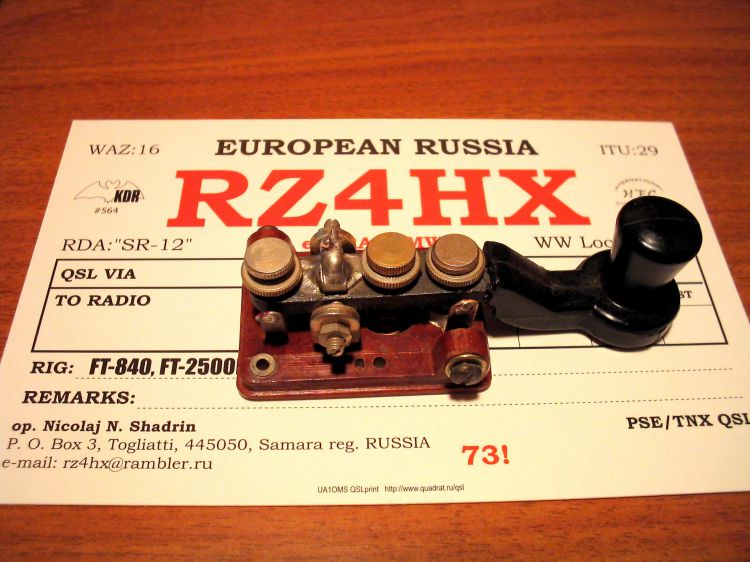 WAZ:16 EUROPEAN RUSSIA ITU:29
KDR RZ4HX INTERNATIONAL
#564
RDA:"SR-12" WW Loc
QSL VIA
TO RADIO
RIG: FT-840, FT-2500
REMARKS:
op. Nicolaj N. Shadrin PSE/TNX QSL
P. O. Box 3, Togliatti, 445050, Samara reg. RUSSIA
e-mail: rz4hx@rambler.ru 73!
UA1OMS QSLprint http://www.quadrat.ru/qsl